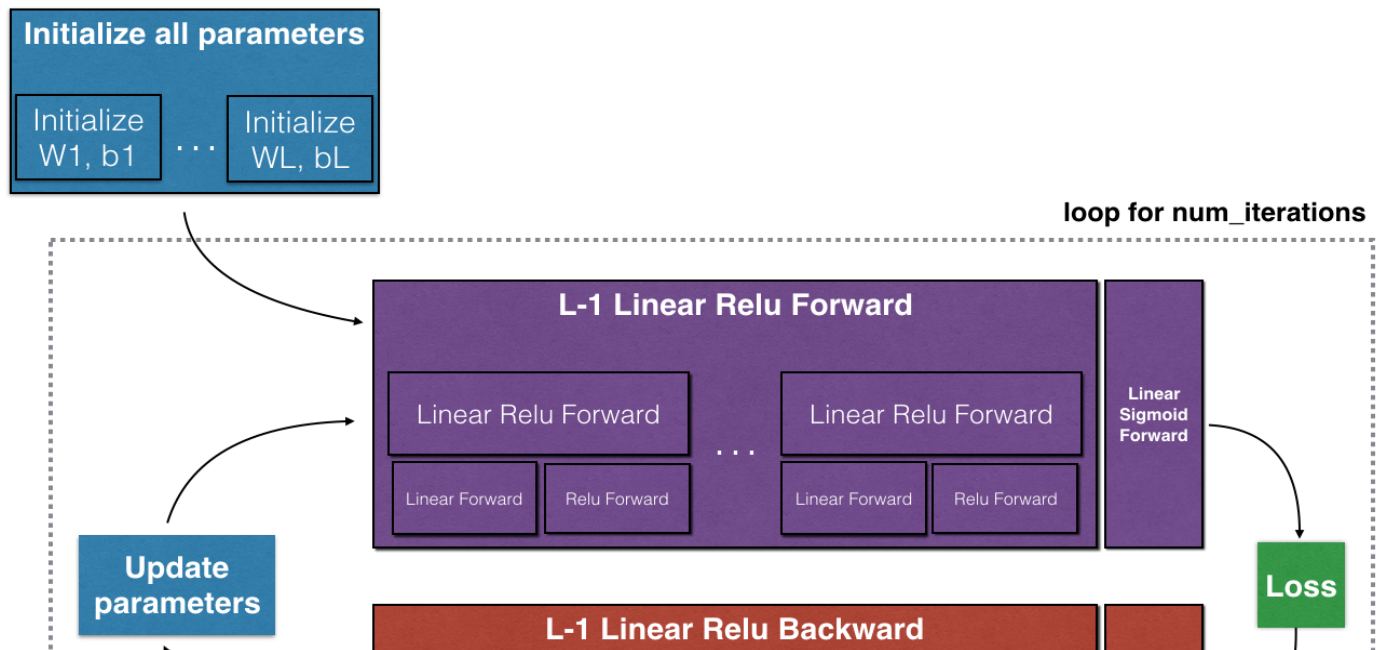 Initialize all parameters
Initialize
W1, b1
...
Initialize
WL, bL
loop for num_iterations
L-1 Linear Relu Forward
Linear Relu Forward
...
Linear Relu Forward
Linear Forward
Relu Forward
Linear Forward
Relu Forward
Linear
Sigmoid
Forward
Update
parameters
Loss
L-1 Linear Relu Backward